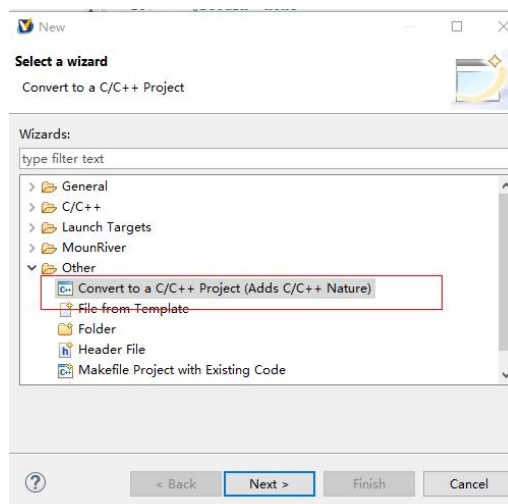 New
Select a wizard
Convert to a C/C++ Project
Wizards:
type filter text
General
C/C++
Launch Targets
MounRiver
Other
Convert to a C/C++ Project (Adds C/C++ Nature)
File from Template
Folder
Header File
Makefile Project with Existing Code
< Back
Next >
Finish
Cancel